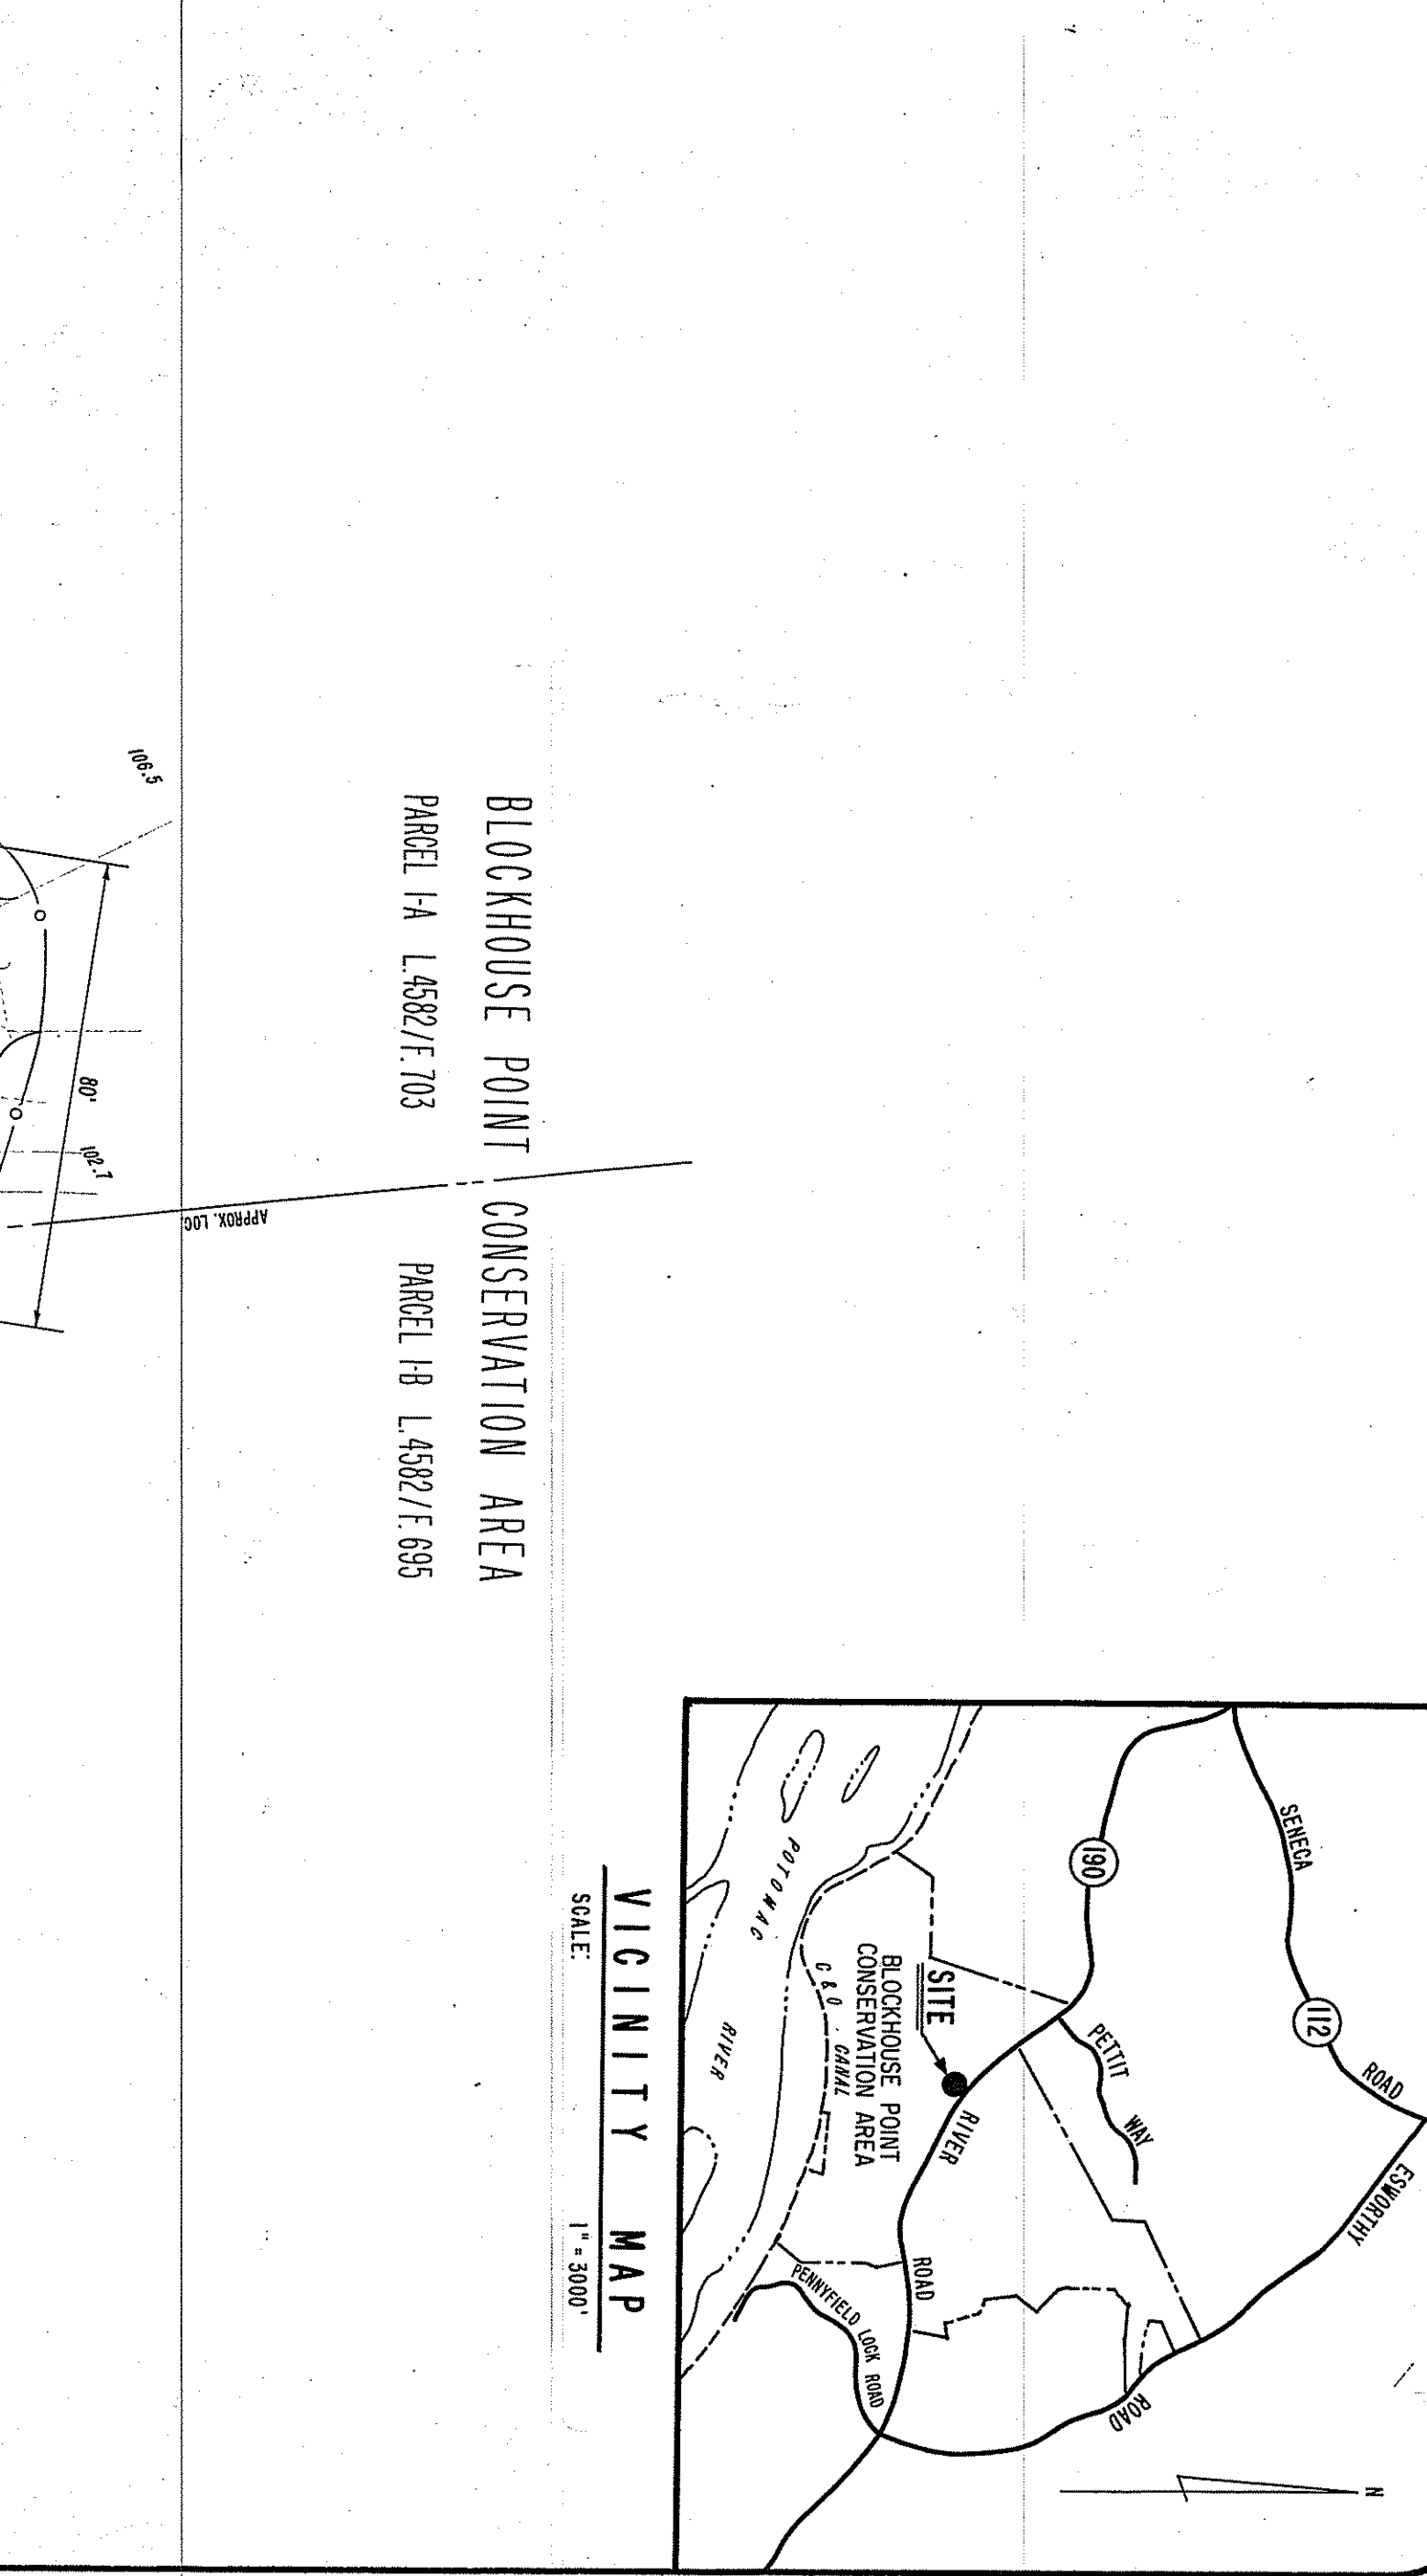 SENECA
112
ROAD
ESWORTHY
ROAD
N
190
PETTIT
WAY
SITE
RIVER
ROAD
BLOCKHOUSE POINT
CONSERVATION AREA
C & O CANAL
POTOMAC
RIVER
PENNYFIELD LOCK ROAD
VICINITY MAP
SCALE: 1" = 3000'
BLOCKHOUSE POINT CONSERVATION AREA
PARCEL 1-A L.4582/F.703
PARCEL 1-B L.4582/F.695
APPROX. LOC.
106.5
80'
102.7